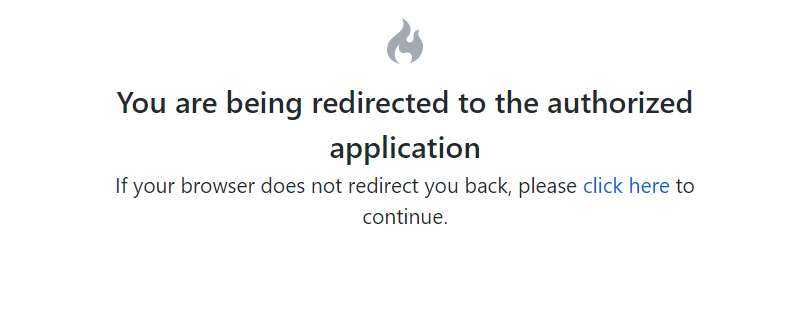 You are being redirected to the authorized
application
If your browser does not redirect you back, please click here to
continue.